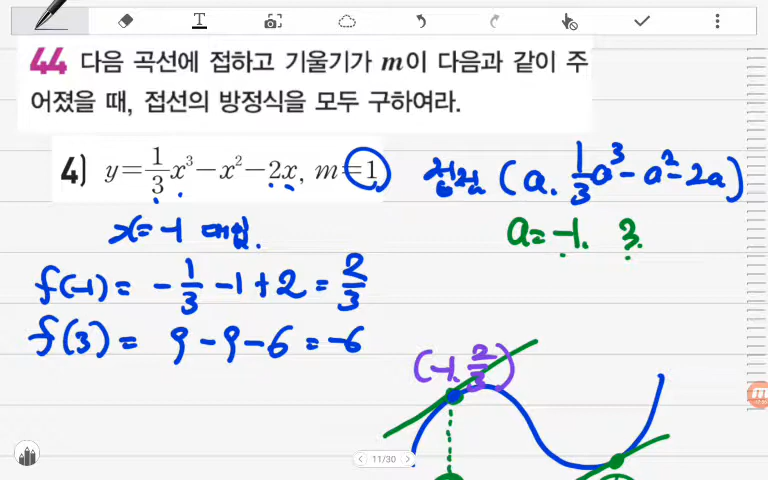 44 다음 곡선에 접하고 기울기가 m이 다음과 같이 주
어졌을 때, 접선의 방정식을 모두 구하여라.
4) y=1/3x³-x²-2x, m=1
접점 (a, 1/3a³-a²-2a)
x=-1 대입.
a=-1. 3.
f(-1)= -1/3-1+2=2/3
f(3)= 9-9-6=-6
(-1, 2/3)
11/30